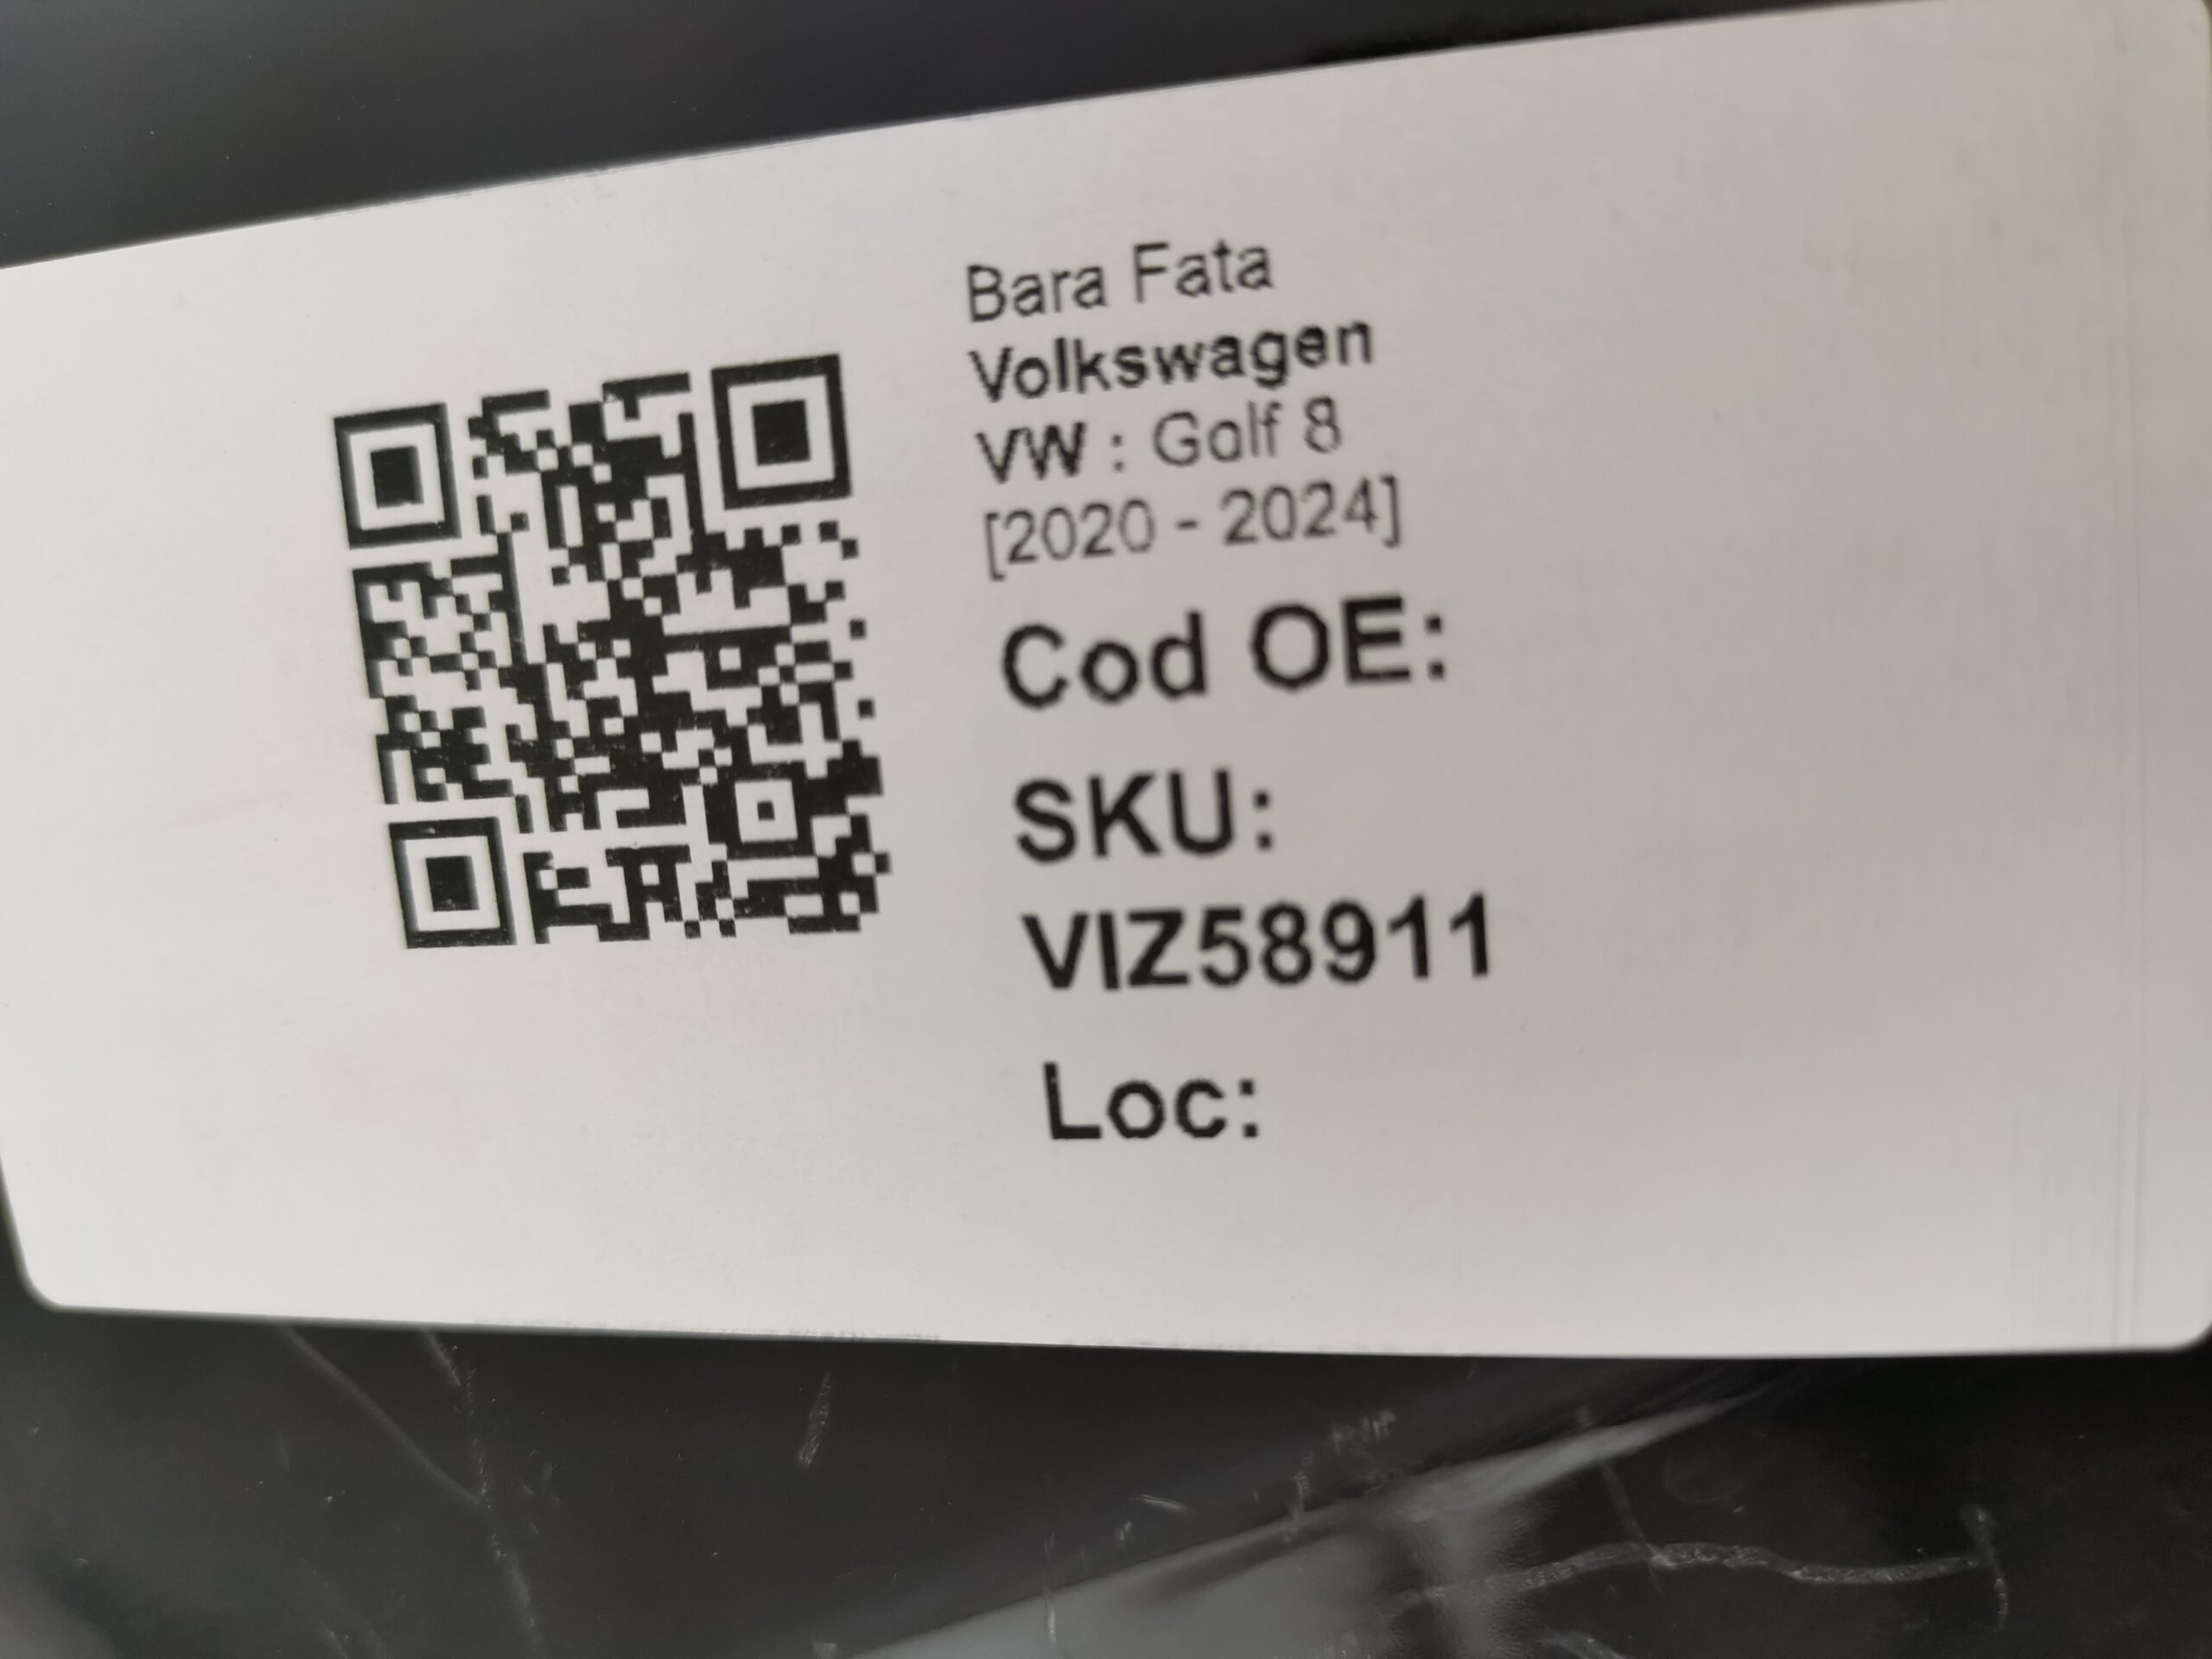 Bara Fata
Volkswagen
VW : Golf 8
[2020 - 2024]
Cod OE:
SKU:
VIZ58911
Loc: